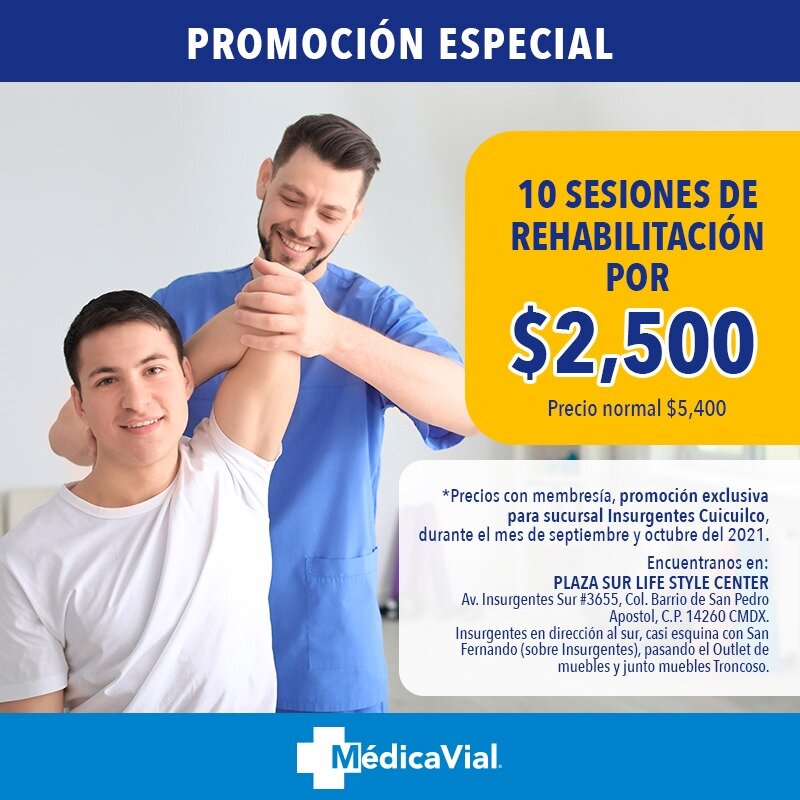 PROMOCIÓN ESPECIAL
10 SESIONES DE
REHABILITACIÓN
POR
$2,500
Precio normal $5,400
*Precios con membresía, promoción exclusiva
para sucursal Insurgentes Cuicuilco,
durante el mes de septiembre y octubre del 2021.
Encuentranos en:
PLAZA SUR LIFE STYLE CENTER
Av. Insurgentes Sur #3655, Col. Barrio de San Pedro
Apostol, C.P. 14260 CMDX.
Insurgentes en dirección al sur, casi esquina con San
Fernando (sobre Insurgentes), pasando el Outlet de
muebles y junto muebles Troncoso.
MédicaVial